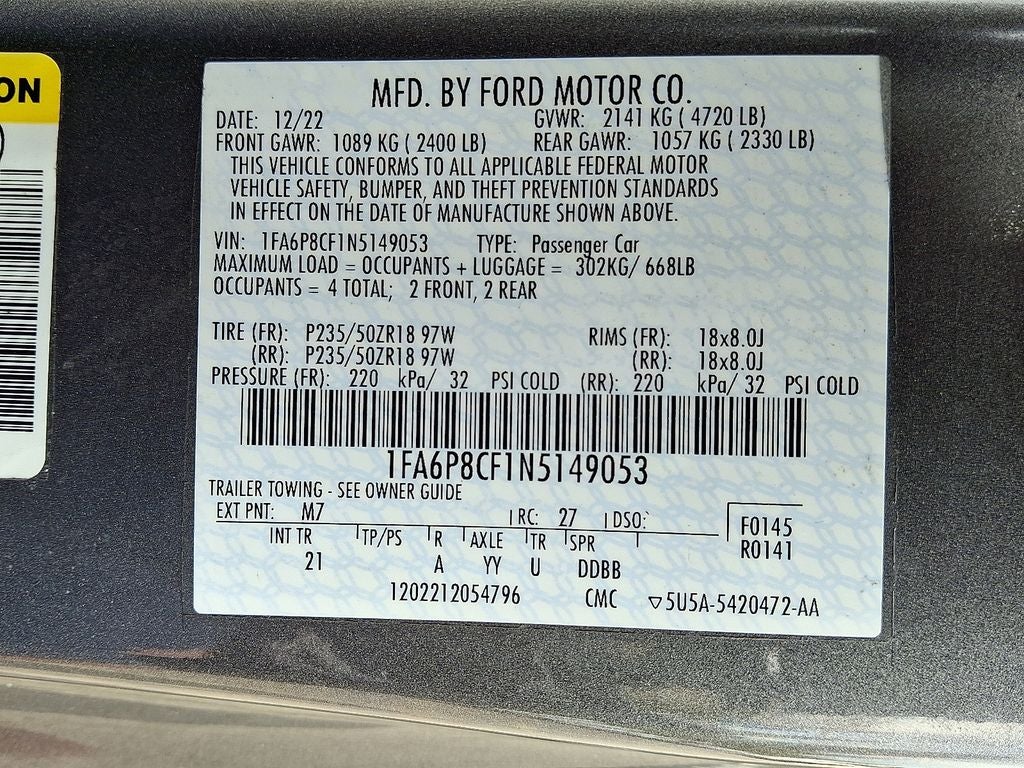 ON
MFD. BY FORD MOTOR CO.
DATE: 12/22 GVWR: 2141 KG ( 4720 LB)
FRONT GAWR: 1089 KG ( 2400 LB) REAR GAWR: 1057 KG ( 2330 LB)
THIS VEHICLE CONFORMS TO ALL APPLICABLE FEDERAL MOTOR
VEHICLE SAFETY, BUMPER, AND THEFT PREVENTION STANDARDS
IN EFFECT ON THE DATE OF MANUFACTURE SHOWN ABOVE.
VIN: 1FA6P8CF1N5149053 TYPE: Passenger Car
MAXIMUM LOAD = OCCUPANTS + LUGGAGE = 302KG/ 668LB
OCCUPANTS = 4 TOTAL; 2 FRONT, 2 REAR
TIRE (FR): P235/50ZR18 97W RIMS (FR): 18x8.0J
(RR): P235/50ZR18 97W (RR): 18x8.0J
PRESSURE (FR): 220 kPa/ 32 PSI COLD (RR): 220 kPa/ 32 PSI COLD
1FA6P8CF1N5149053
TRAILER TOWING - SEE OWNER GUIDE
EXT PNT: M7 RC: 27 DSO: F0145
INT TR TP/PS R AXLE TR SPR R0141
21 A YY U DDBB
1202212054796 CMC ▽5U5A-5420472-AA